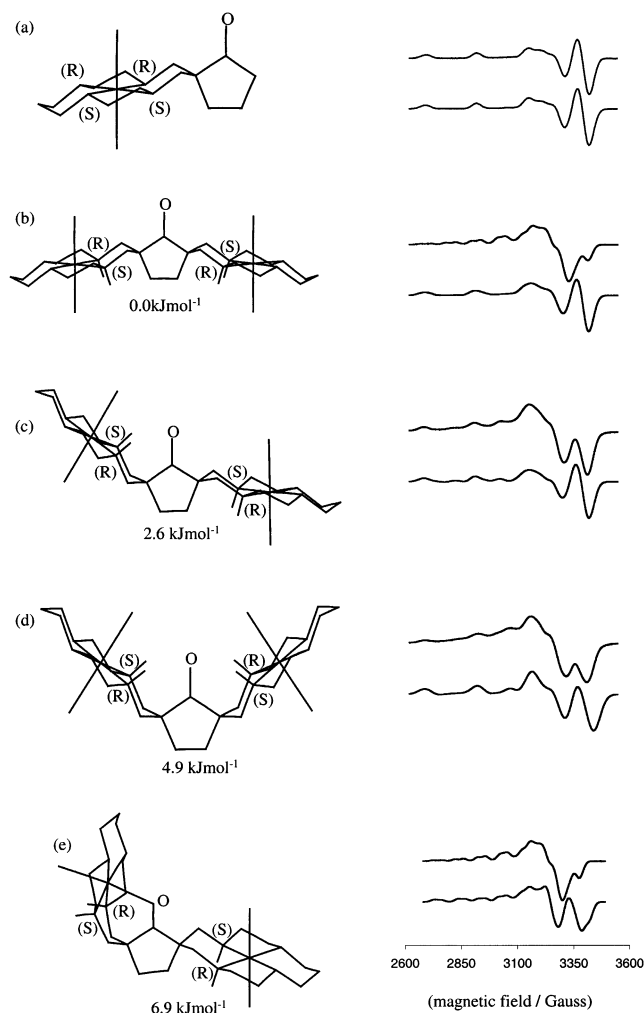 (a)
O
(R)
(R)
(S)
(S)
(b)
O
(R)
(S)
(S)
(R)
0.0kJmol-1
(c)
O
(S)
(R)
(S)
(R)
2.6 kJmol-1
(d)
O
(S)
(R)
(R)
(S)
4.9 kJmol-1
(e)
O
(R)
(S)
(S)
(R)
6.9 kJmol-1
2600 2850 3100 3350 3600
(magnetic field / Gauss)